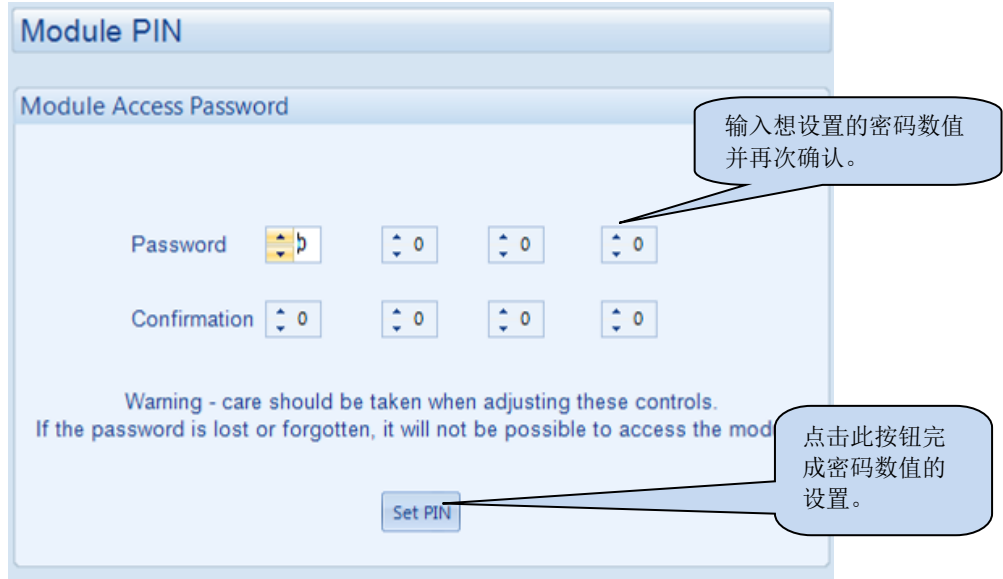 Module PIN
Module Access Password
输入想设置的密码数值
并再次确认。
Password 0 0 0
Confirmation 0 0 0 0
Warning - care should be taken when adjusting these controls.
If the password is lost or forgotten, it will not be possible to access the
点击此按钮完
成密码数值的
设置。
Set PIN